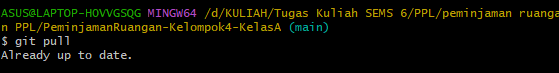 ASUS@LAPTOP-HOVVGSQG MINGW64 /d/KULIAH/Tugas Kuliah SEMS 6/PPL/peminjam ruanga
n PPL/PeminjamanRuangan-Kelompok4-KelasA (main)
$ git pull
Already up to date.